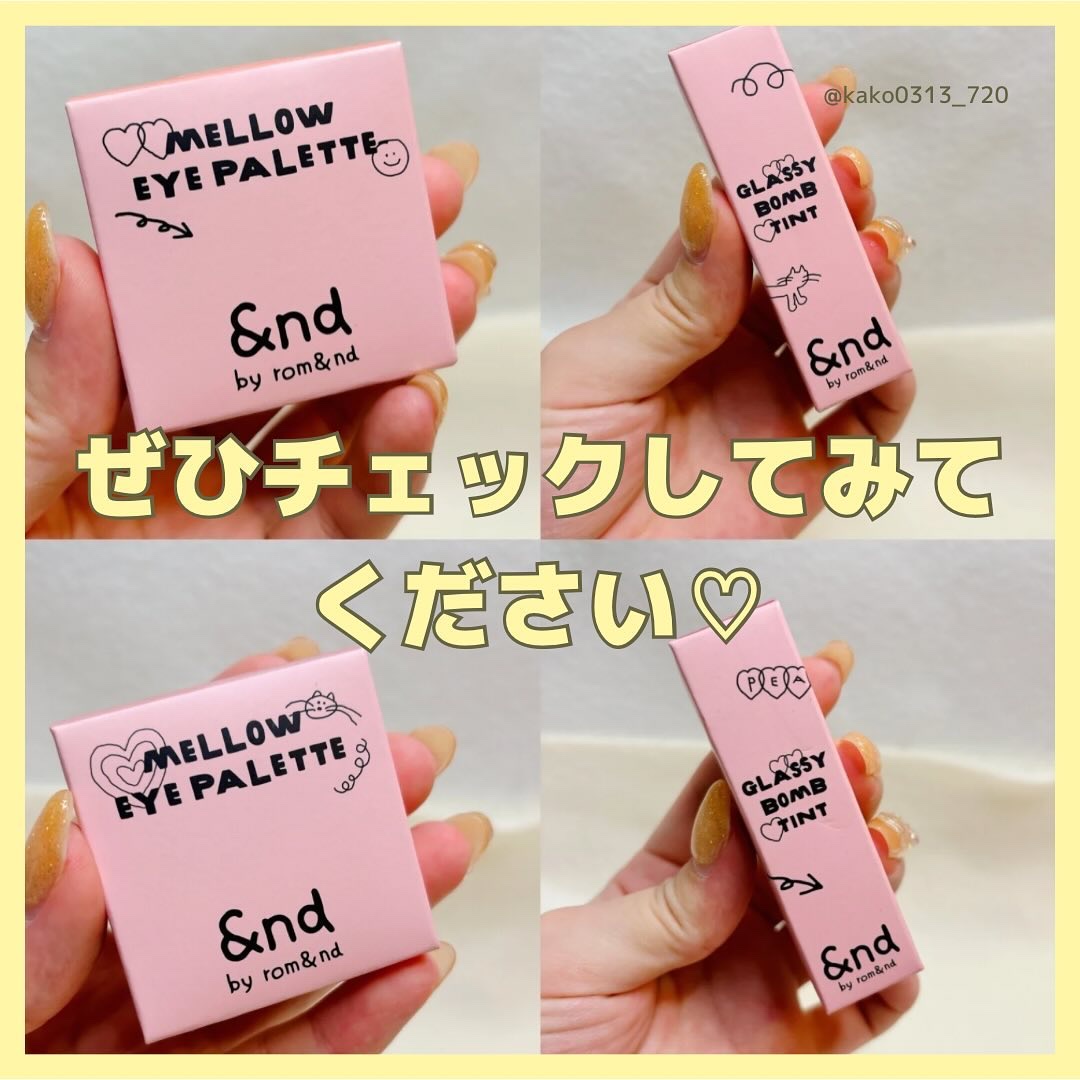 MELLOW
EYE PALETTE
&nd
by rom&nd
@kako0313_720
GLASSY
BOMB
TINT
&nd
by rom&nd
ぜひチェックしてみて
ください♡
MELLOW
EYE PALETTE
&nd
by rom&nd
PEA
GLASSY
BOMB
TINT
&nd
by rom&nd